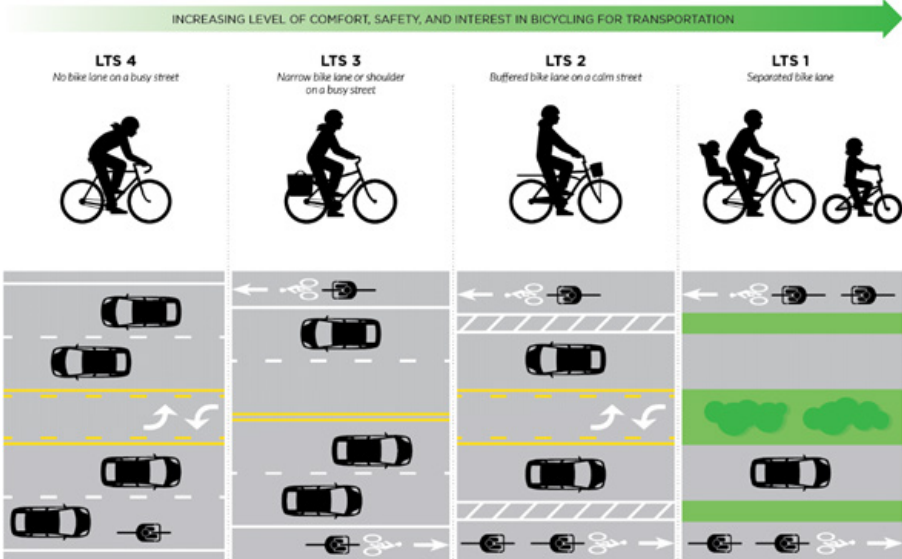 INCREASING LEVEL OF COMFORT, SAFETY, AND INTEREST IN BICYCLING FOR TRANSPORTATION
LTS 4
No bike lane on a busy street
LTS 3
Narrow bike lane or shoulder
on a busy street
LTS 2
Buffered bike lane on a calm street
LTS 1
Separated bike lane